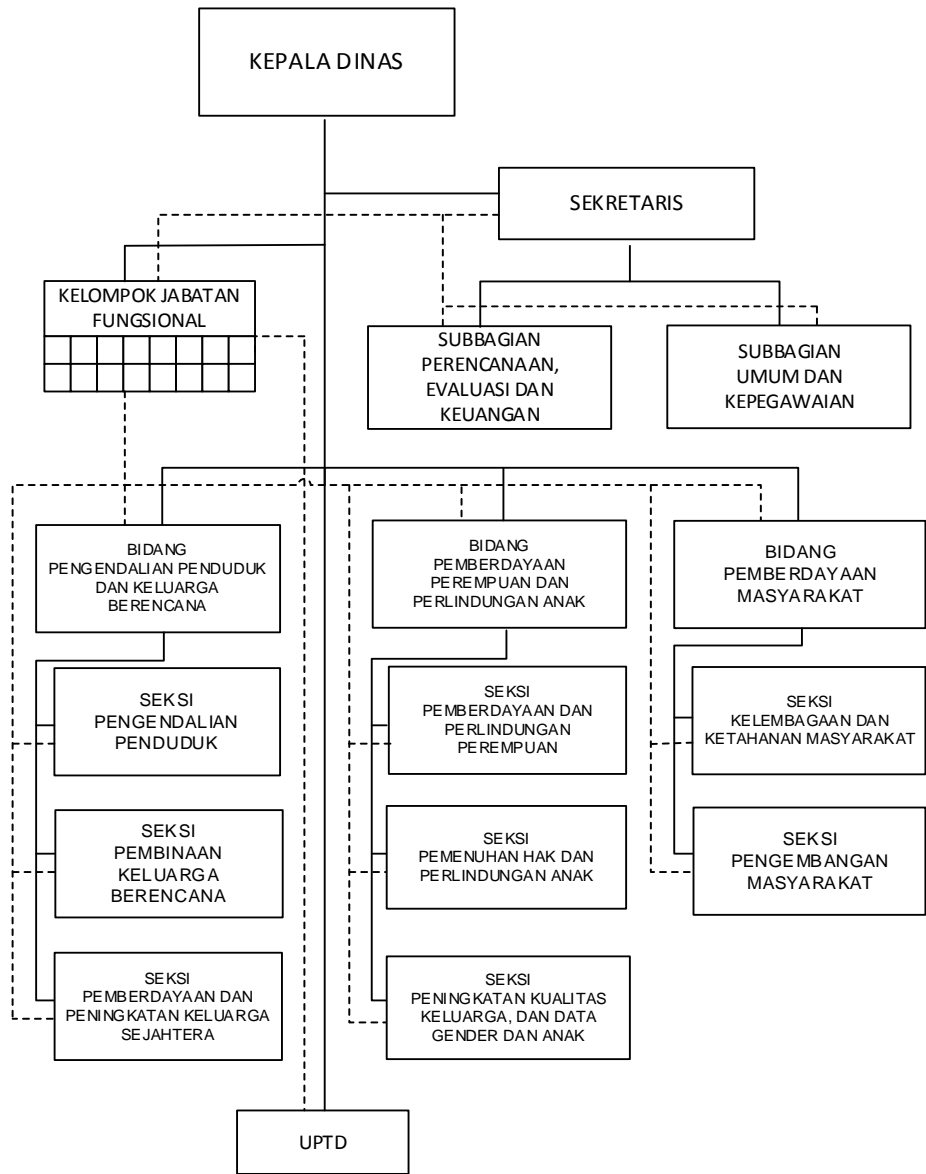 KEPALA DINAS
SEKRETARIS
KELOMPOK JABATAN
FUNGSIONAL
SUBBAGIAN
PERENCANAAN,
EVALUASI DAN
KEUANGAN
SUBBAGIAN
UMUM DAN
KEPEGAWAIAN
BIDANG
PENGENDALIAN PENDUDUK
DAN KELUARGA
BERENCANA
BIDANG
PEMBERDAYAAN
PEREMPUAN DAN
PERLINDUNGAN ANAK
BIDANG
PEMBERDAYAAN
MASYARAKAT
SEKSI
PENGENDALIAN
PENDUDUK
SEKSI
PEMBERDAYAAN DAN
PERLINDUNGAN
PEREMPUAN
SEKSI
KELEMBAGAAN DAN
KETAHANAN MASYARAKAT
SEKSI
PEMBINAAN
KELUARGA
BERENCANA
SEKSI
PEMENUHAN HAK DAN
PERLINDUNGAN ANAK
SEKSI
PENGEMBANGAN
MASYARAKAT
SEKSI
PEMBERDAYAAN DAN
PENINGKATAN KELUARGA
SEJAHTERA
SEKSI
PENINGKATAN KUALITAS
KELUARGA, DAN DATA
GENDER DAN ANAK
UPTD